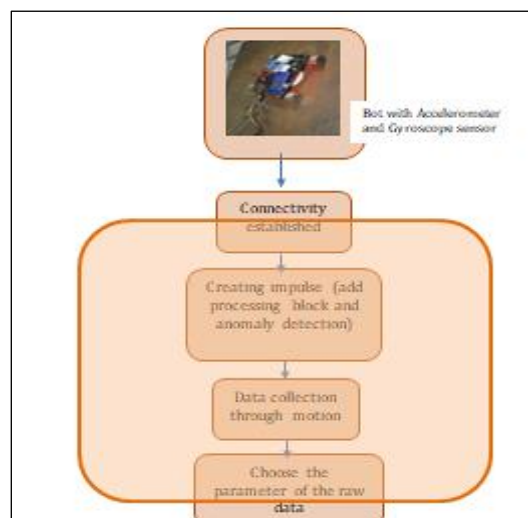 Bot with Accelerometer
and Gyroscope sensor
Connectivity
established
Creating impulse (add
processing block and
anomaly detection)
Data collection
through motion
Choose the
parameter of the raw
data